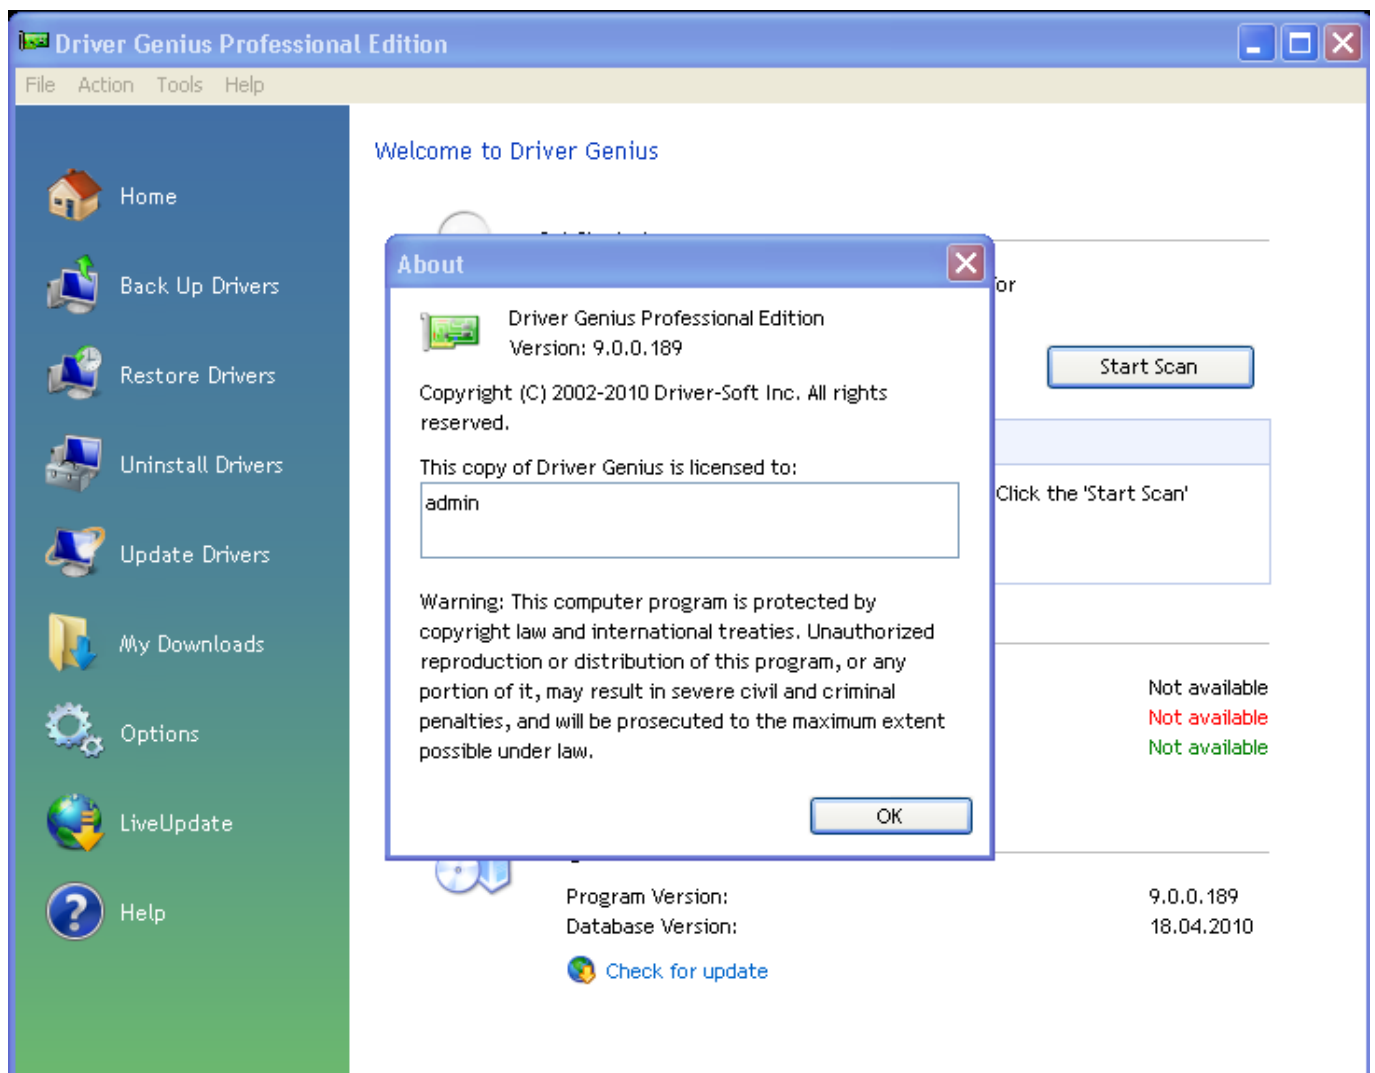 Driver Genius Professional Edition
File Action Tools Help
Welcome to Driver Genius
Home
Back Up Drivers
Restore Drivers
Uninstall Drivers
Update Drivers
My Downloads
Options
LiveUpdate
Help
About
Driver Genius Professional Edition
Version: 9.0.0.189
Copyright (C) 2002-2010 Driver-Soft Inc. All rights
reserved.
This copy of Driver Genius is licensed to:
admin
Warning: This computer program is protected by
copyright law and international treaties. Unauthorized
reproduction or distribution of this program, or any
portion of it, may result in severe civil and criminal
penalties, and will be prosecuted to the maximum extent
possible under law.
OK
Start Scan
Click the 'Start Scan'
Not available
Not available
Not available
Program Version: 9.0.0.189
Database Version: 18.04.2010
Check for update